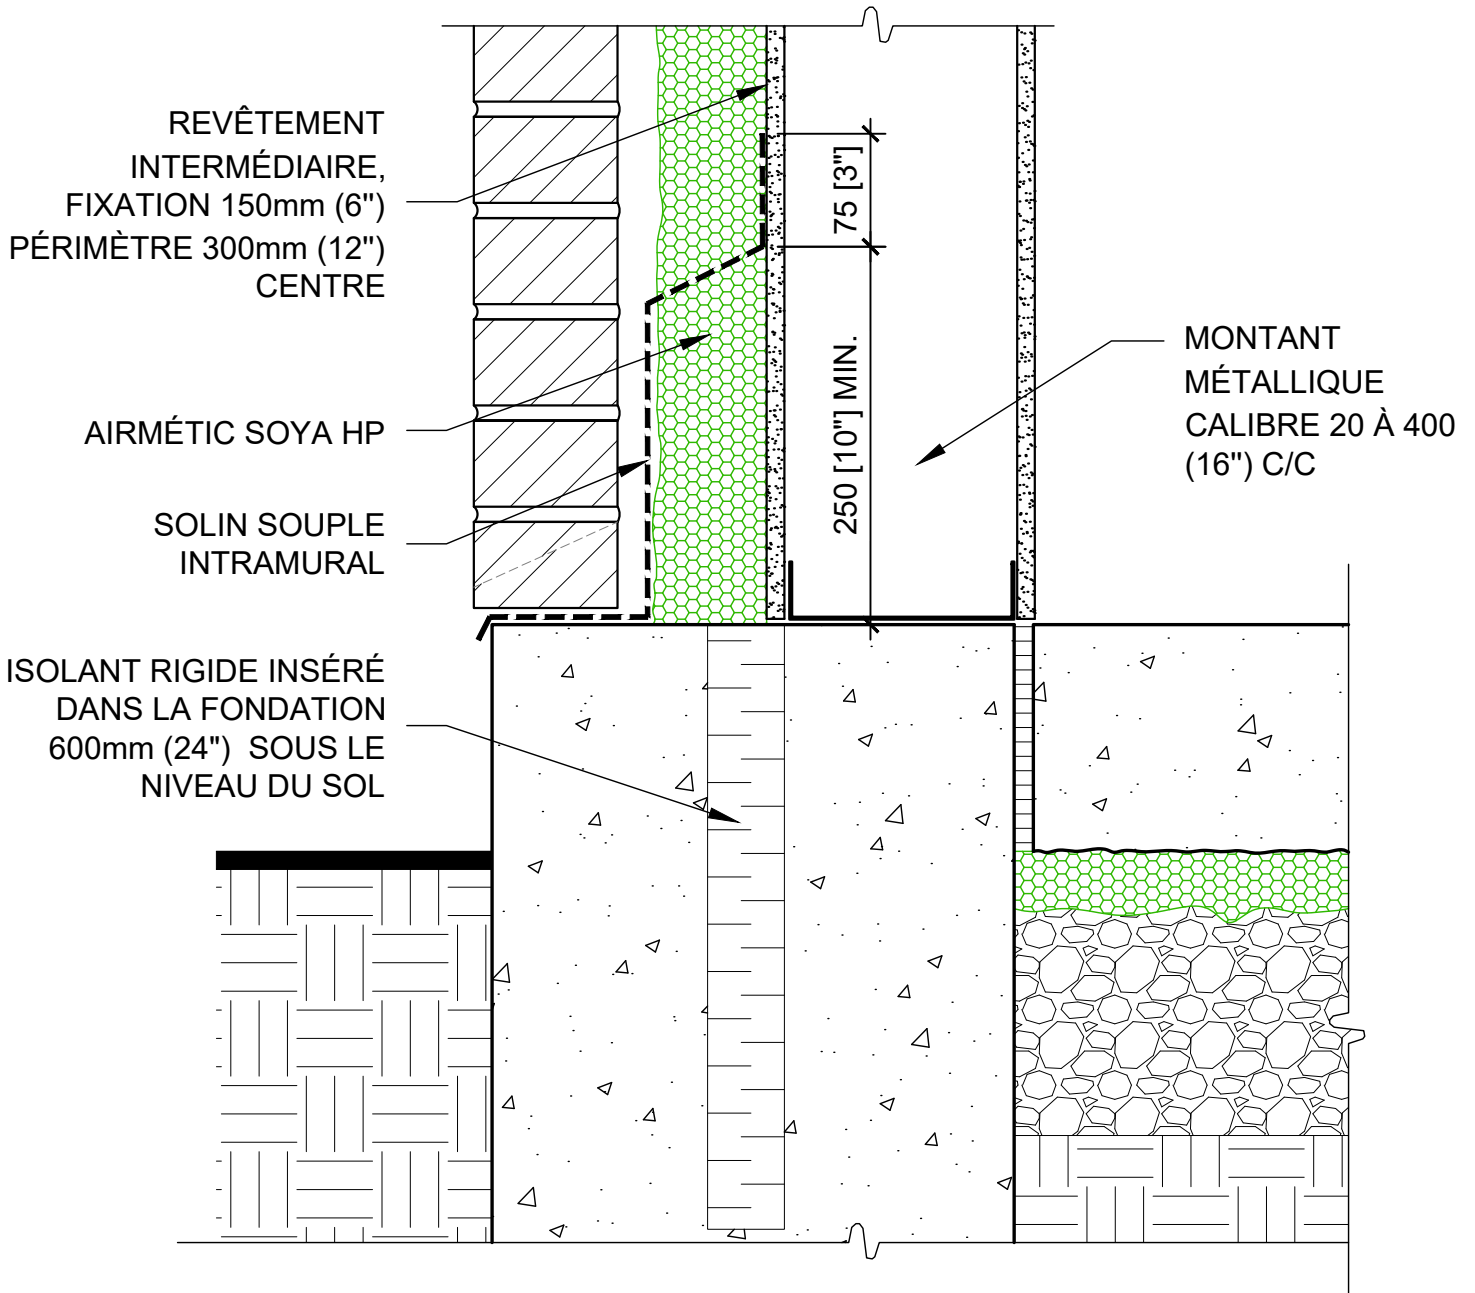 REVÊTEMENT
INTERMÉDIAIRE,
FIXATION 150mm (6")
PÉRIMÈTRE 300mm (12")
CENTRE
75 [3"]
250 [10"] MIN.
MONTANT
MÉTALLIQUE
CALIBRE 20 À 400
(16") C/C
AIRMÉTIC SOYA HP
SOLIN SOUPLE
INTRAMURAL
ISOLANT RIGIDE INSÉRÉ
DANS LA FONDATION
600mm (24") SOUS LE
NIVEAU DU SOL